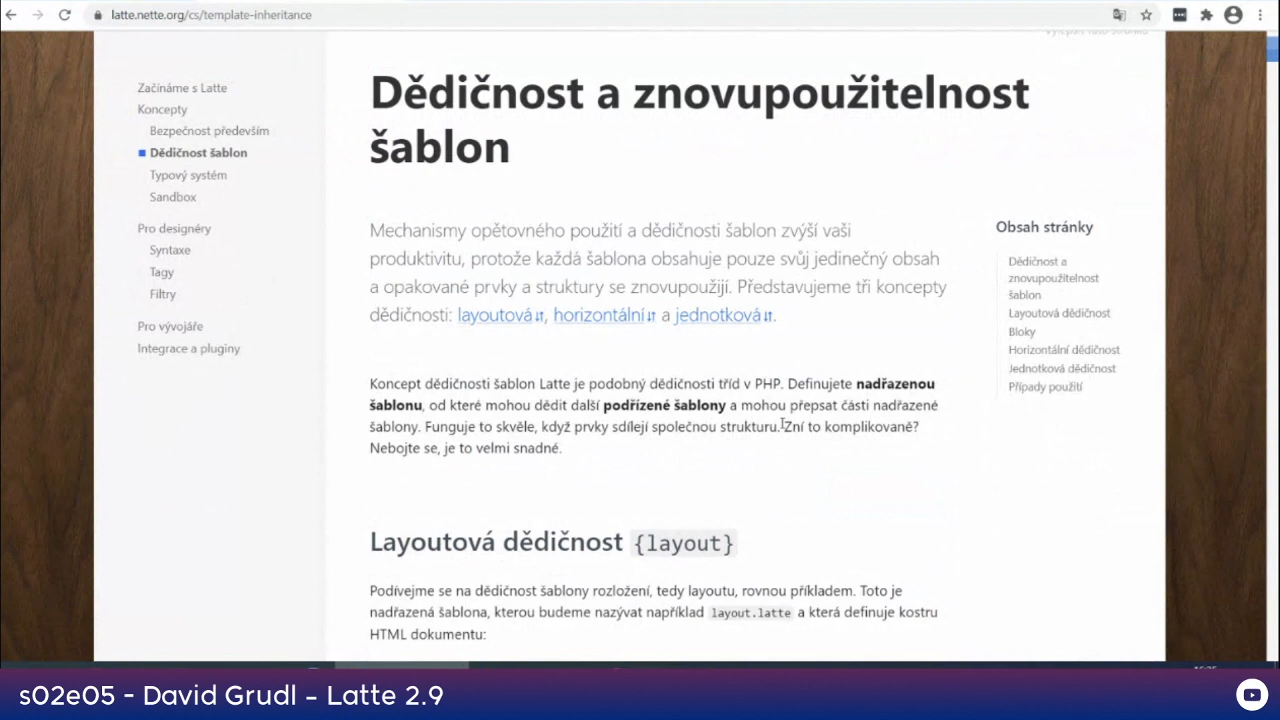 latte.nette.org/cs/template-inheritance
Začínáme s Latte
Koncepty
Bezpečnost především
Dědičnost šablon
Typový systém
Sandbox
Pro designéry
Syntaxe
Tagy
Filtry
Pro vývojáře
Integrace a pluginy
Dědičnost a znovupoužitelnost
šablon
Mechanismy opětovného použití a dědičnosti šablon zvýší vaši
produktivitu, protože každá šablona obsahuje pouze svůj jedinečný obsah
a opakované prvky a struktury se znovupoužijí. Představujeme tři koncepty
dědičnosti: layoutová, horizontální a jednotková.
Koncept dědičnosti šablon Latte je podobný dědičnosti tříd v PHP. Definujete nadřazenou
šablonu, od které mohou dědit další podřízené šablony a mohou přepsat části nadřazené
šablony. Funguje to skvěle, když prvky sdílejí společnou strukturu. Zní to komplikované?
Nebojte se, je to velmi snadné.
Layoutová dědičnost {layout}
Podívejme se na dědičnost šablony rozložení, tedy layoutu, rovnou příkladem. Toto je
nadřazená šablona, kterou budeme nazývat například layout.latte a která definuje kostru
HTML dokumentu:
Obsah stránky
Dědičnost a
znovupoužitelnost
šablon
Layoutová dědičnost
Bloky
Horizontální dědičnost
Jednotková dědičnost
Případy použití
s02e05 - David Grudl - Latte 2.9